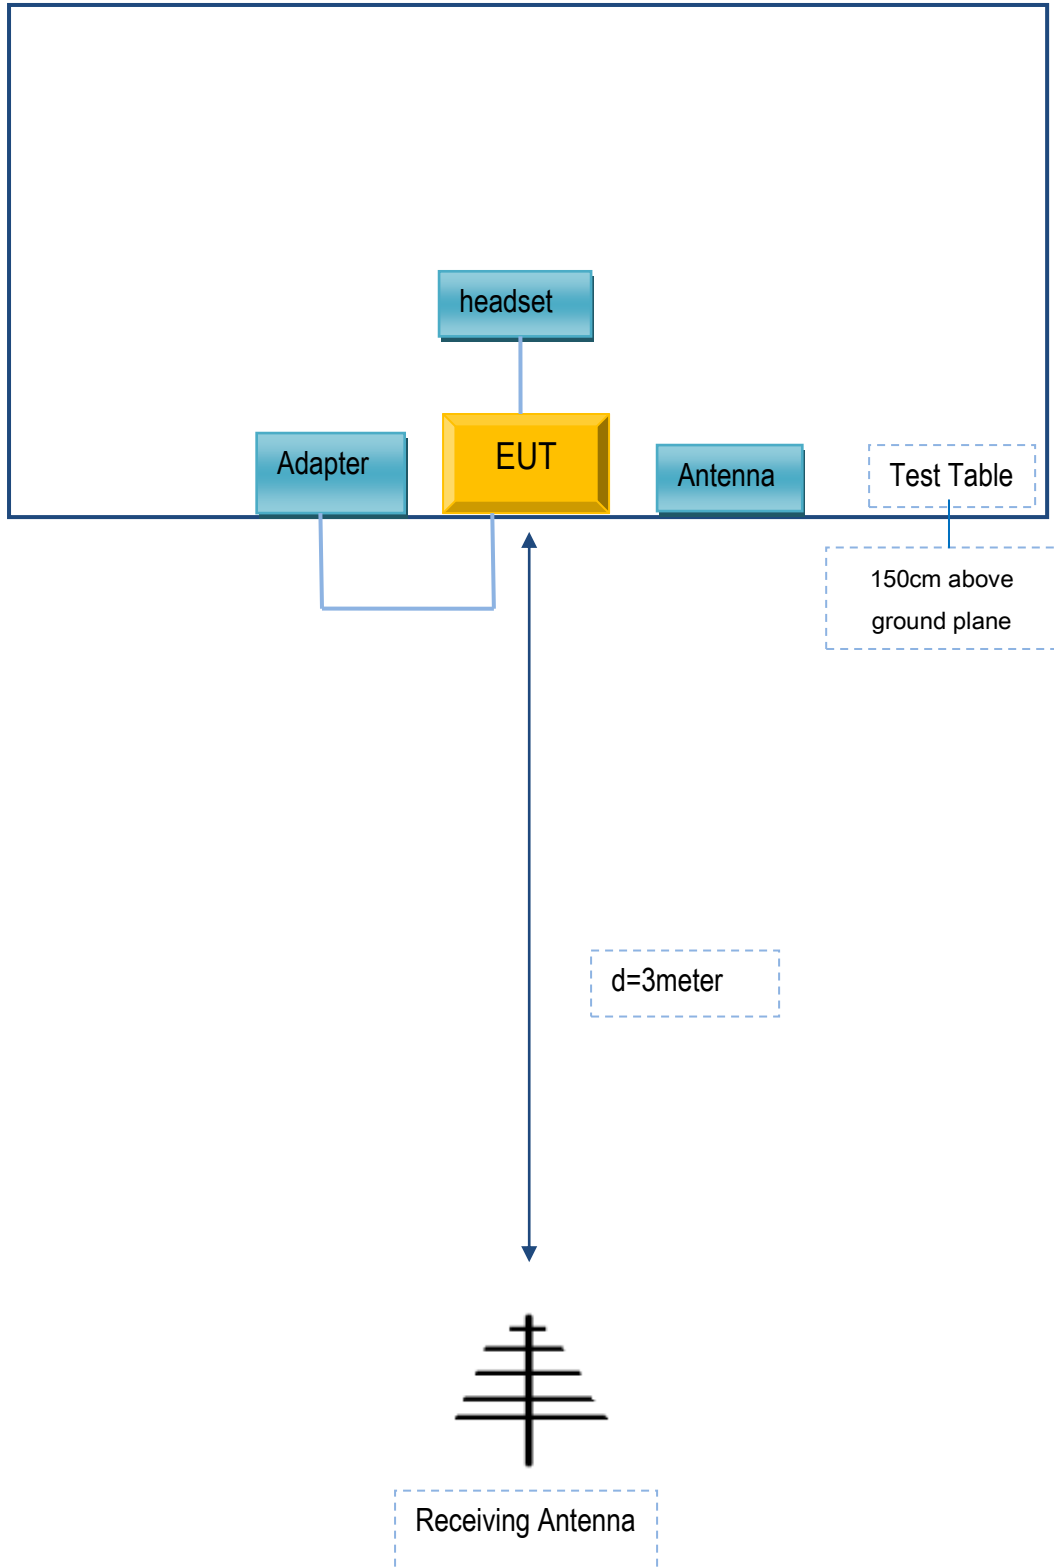 headset
Adapter
EUT
Antenna
Test Table
150cm above
ground plane
d=3meter
Receiving Antenna